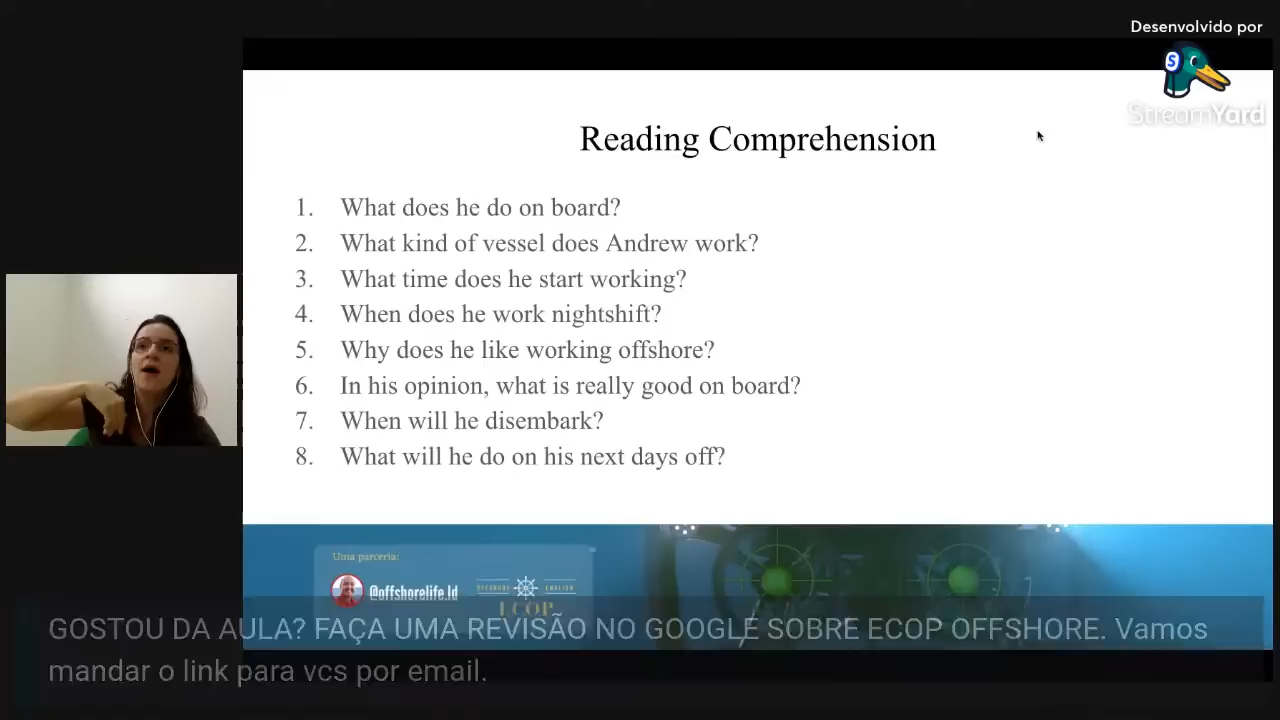 Desenvolvido por
StreamYard
Reading Comprehension
1. What does he do on board?
2. What kind of vessel does Andrew work?
3. What time does he start working?
4. When does he work nightshift?
5. Why does he like working offshore?
6. In his opinion, what is really good on board?
7. When will he disembark?
8. What will he do on his next days off?
Uma parceria:
@offshorelife.ld
OFFSHORE ENGLISH
ECOP
GOSTOU DA AULA? FAÇA UMA REVISÃO NO GOOGLE SOBRE ECOP OFFSHORE. Vamos
mandar o link para vcs por email.